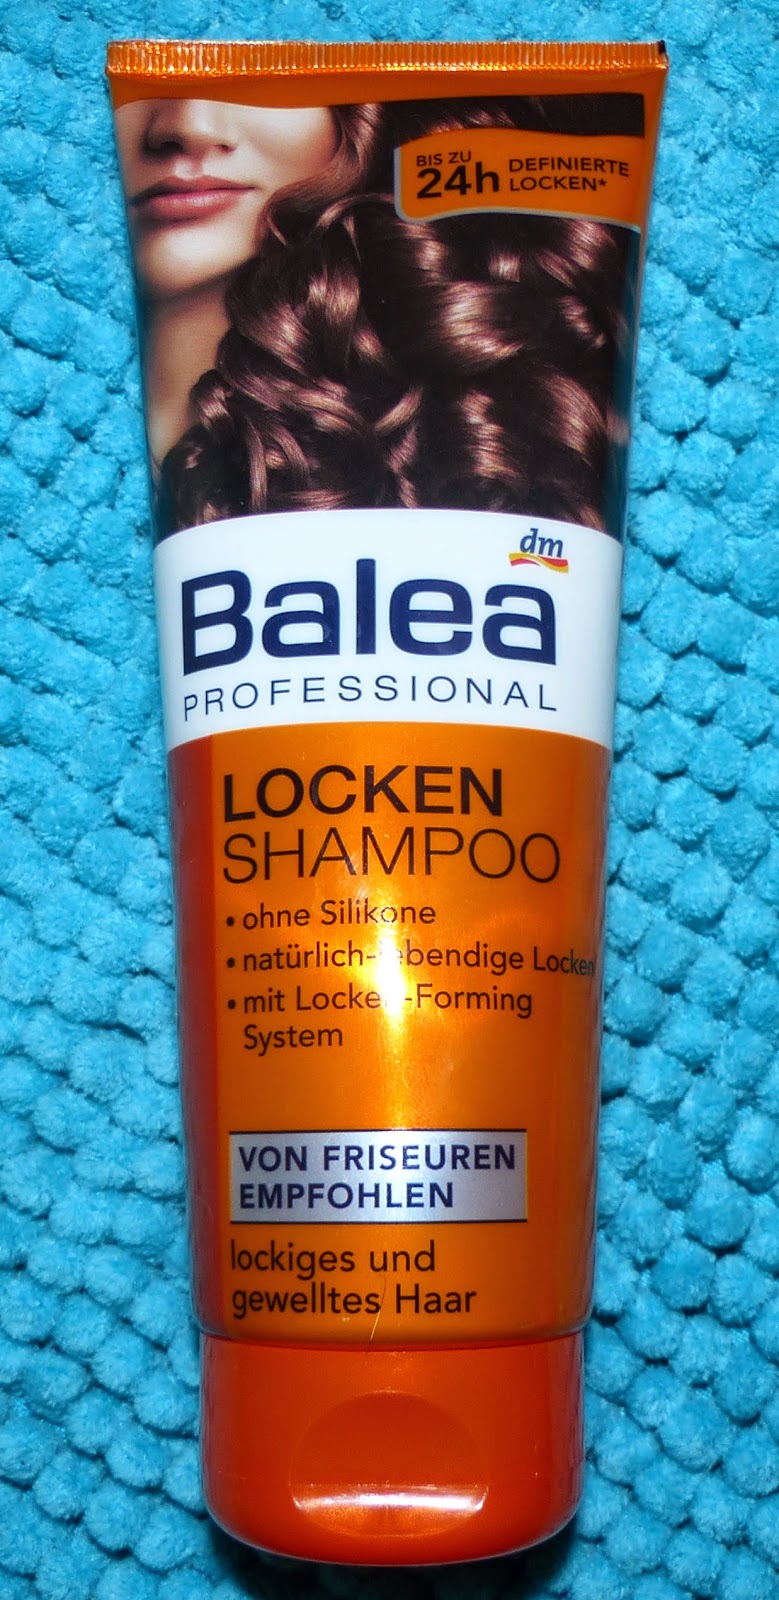 BIS ZU
24h DEFINIERTE
LOCKEN*
dm
Balea
PROFESSIONAL
LOCKEN
SHAMPOO
• ohne Silikone
• natürlich-lebendige Locken
• mit Locken-Forming
System
VON FRISEUREN
EMPFOHLEN
lockiges und
gewelltes Haar